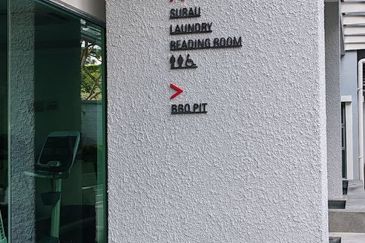 SURAU
LAUNDRY
READING ROOM
BBQ PIT